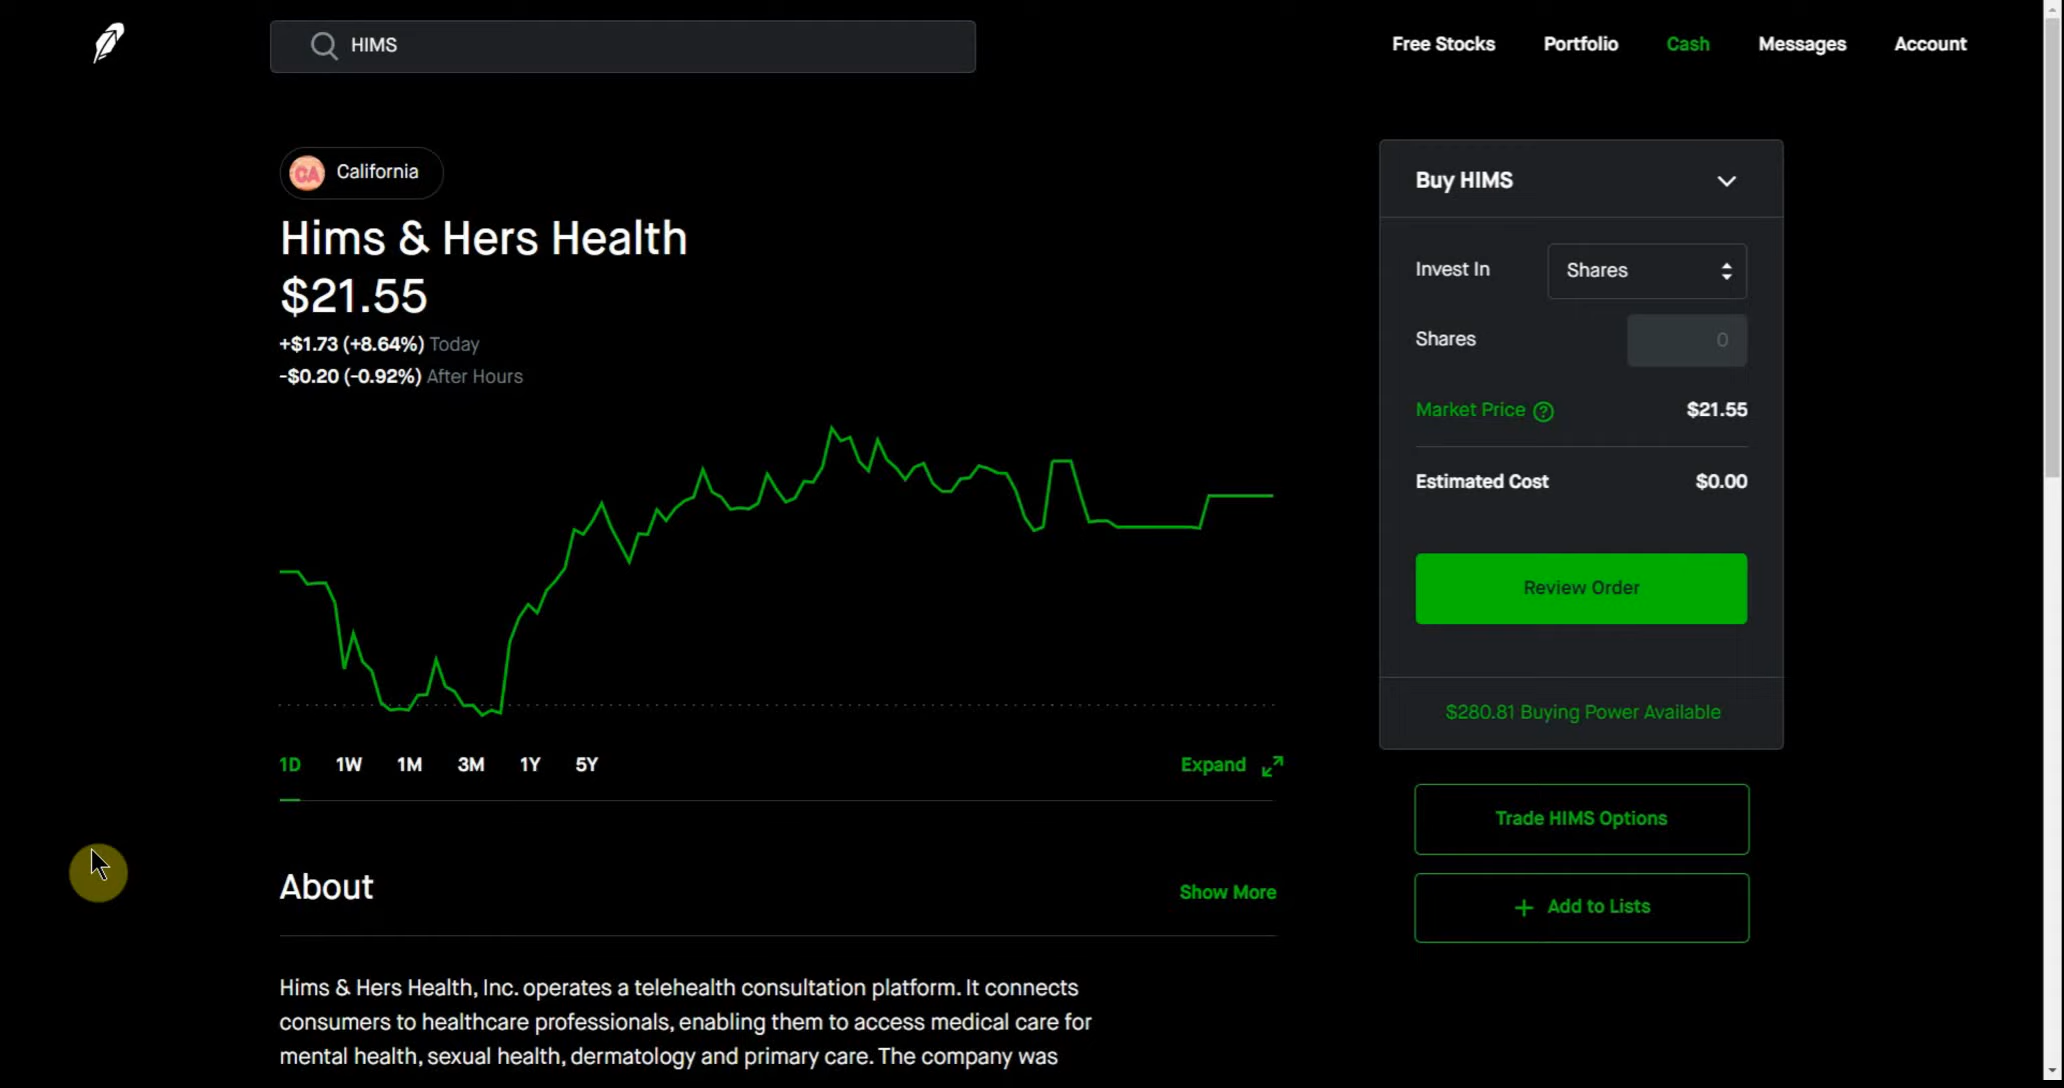 HIMS
Free Stocks Portfolio Cash Messages Account
CA California
Hims & Hers Health
$21.55
+$1.73 (+8.64%) Today
-$0.20 (-0.92%) After Hours
1D 1W 1M 3M 1Y 5Y
Expand
About
Show More
Hims & Hers Health, Inc. operates a telehealth consultation platform. It connects
consumers to healthcare professionals, enabling them to access medical care for
mental health, sexual health, dermatology and primary care. The company was
Buy HIMS
Invest In Shares
Shares 0
Market Price ? $21.55
Estimated Cost $0.00
Review Order
$280.81 Buying Power Available
Trade HIMS Options
+ Add to Lists